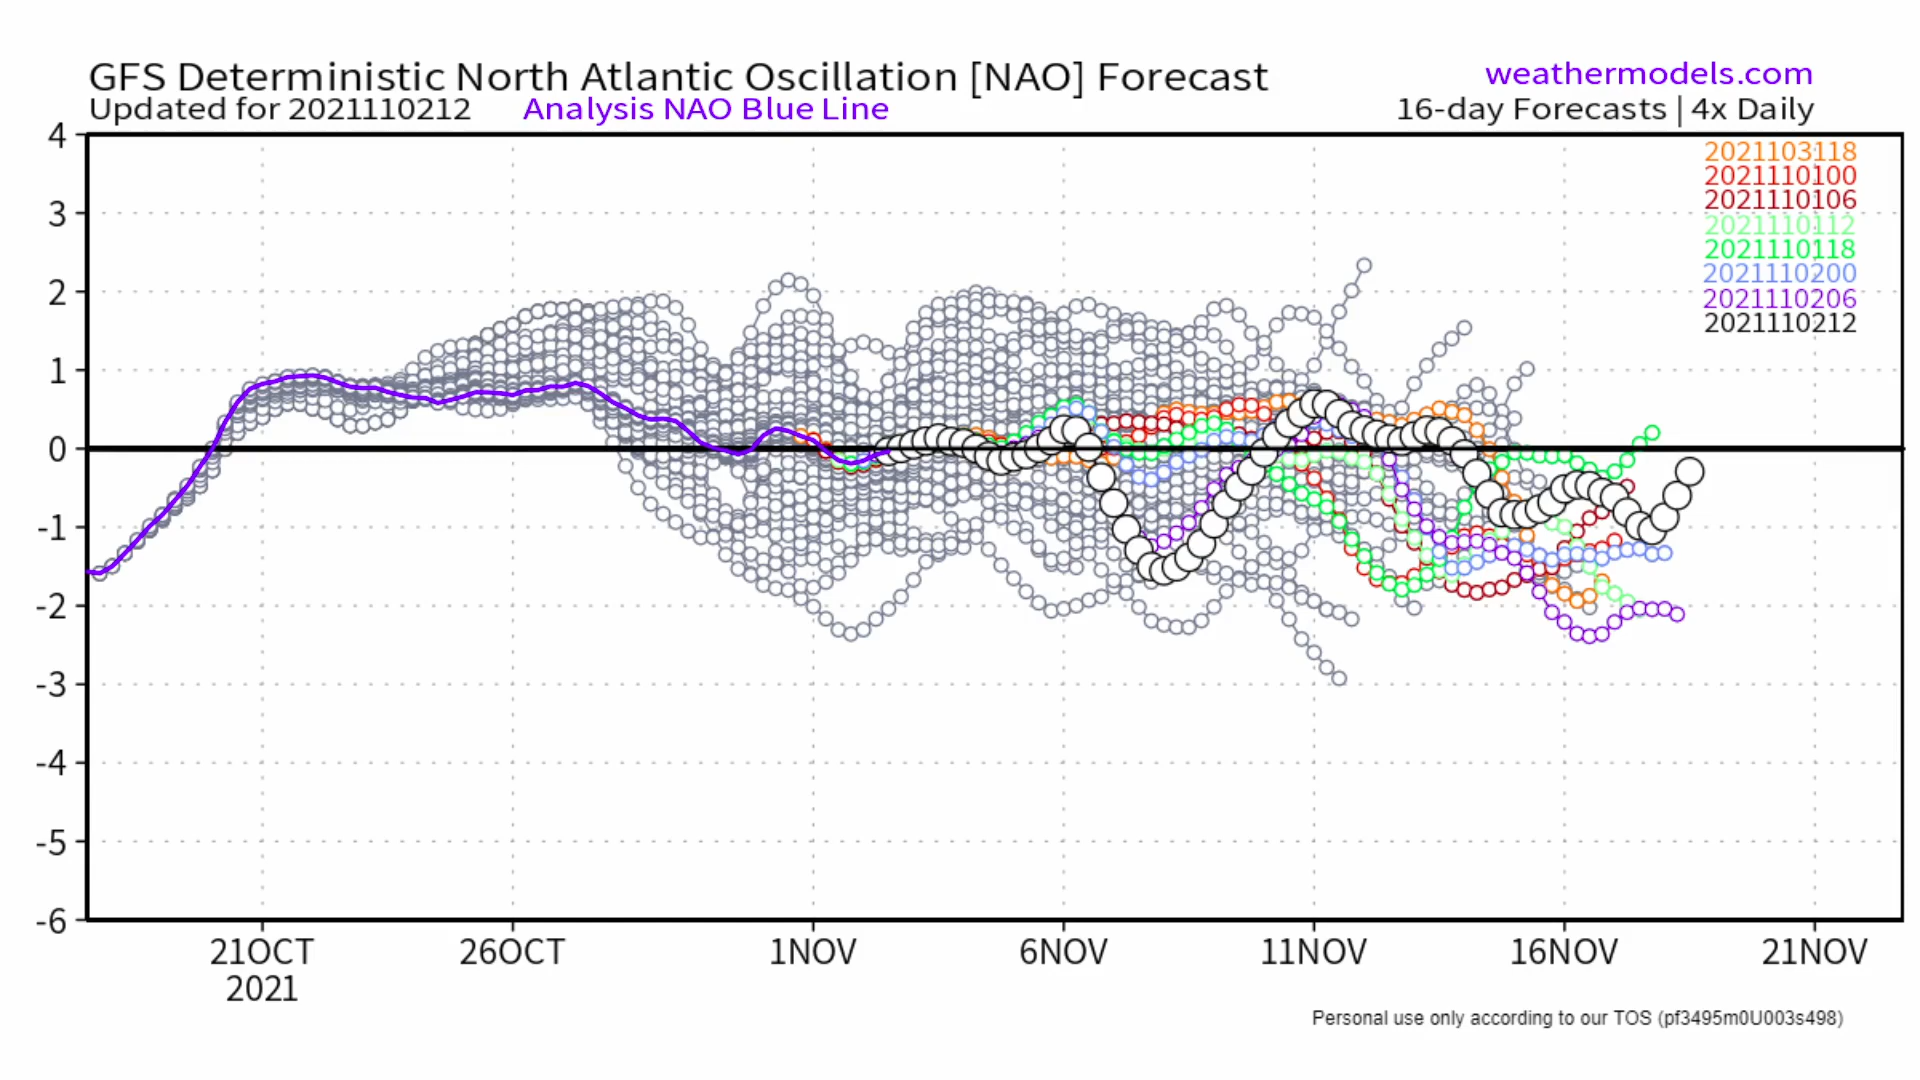 GFS Deterministic North Atlantic Oscillation [NAO] Forecast
weathermodels.com
Updated for 2021110212
Analysis NAO Blue Line
16-day Forecasts | 4x Daily
2021103118
2021110100
2021110106
2021110112
2021110118
2021110200
2021110206
2021110212
4
3
2
1
0
-1
-2
-3
-4
-5
-6
21OCT
26OCT
1NOV
6NOV
11NOV
16NOV
21NOV
2021
Personal use only according to our TOS (pf3495m0U003s498)